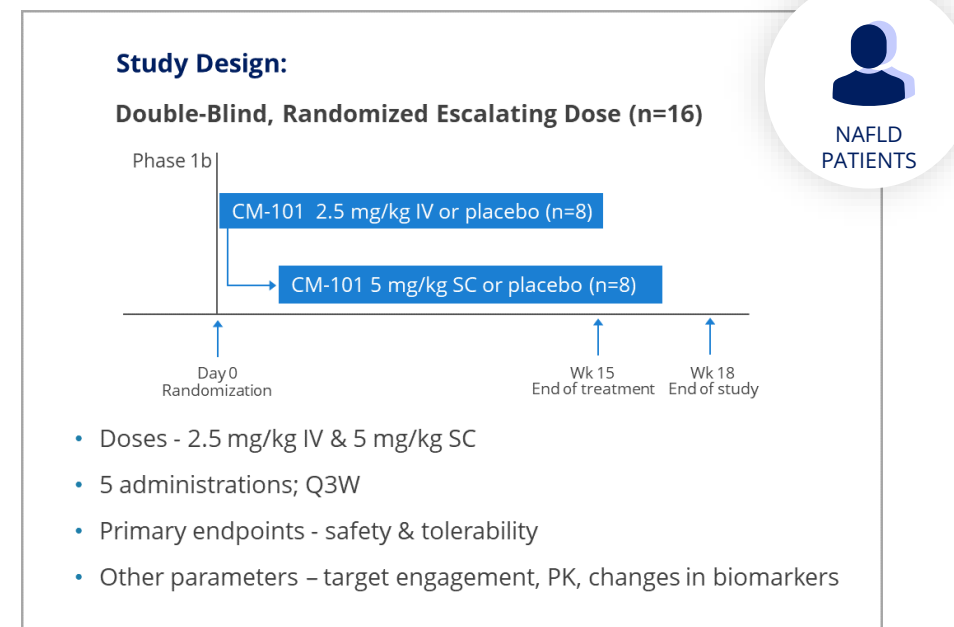 Study Design:
NAFLD
PATIENTS
Double-Blind, Randomized Escalating Dose (n=16)
Phase 1b
CM-101 2.5 mg/kg IV or placebo (n=8)
CM-101 5 mg/kg SC or placebo (n=8)
Day 0
Randomization
Wk 15
End of treatment
Wk 18
End of study
• Doses - 2.5 mg/kg IV & 5 mg/kg SC
• 5 administrations; Q3W
• Primary endpoints - safety & tolerability
• Other parameters – target engagement, PK, changes in biomarkers